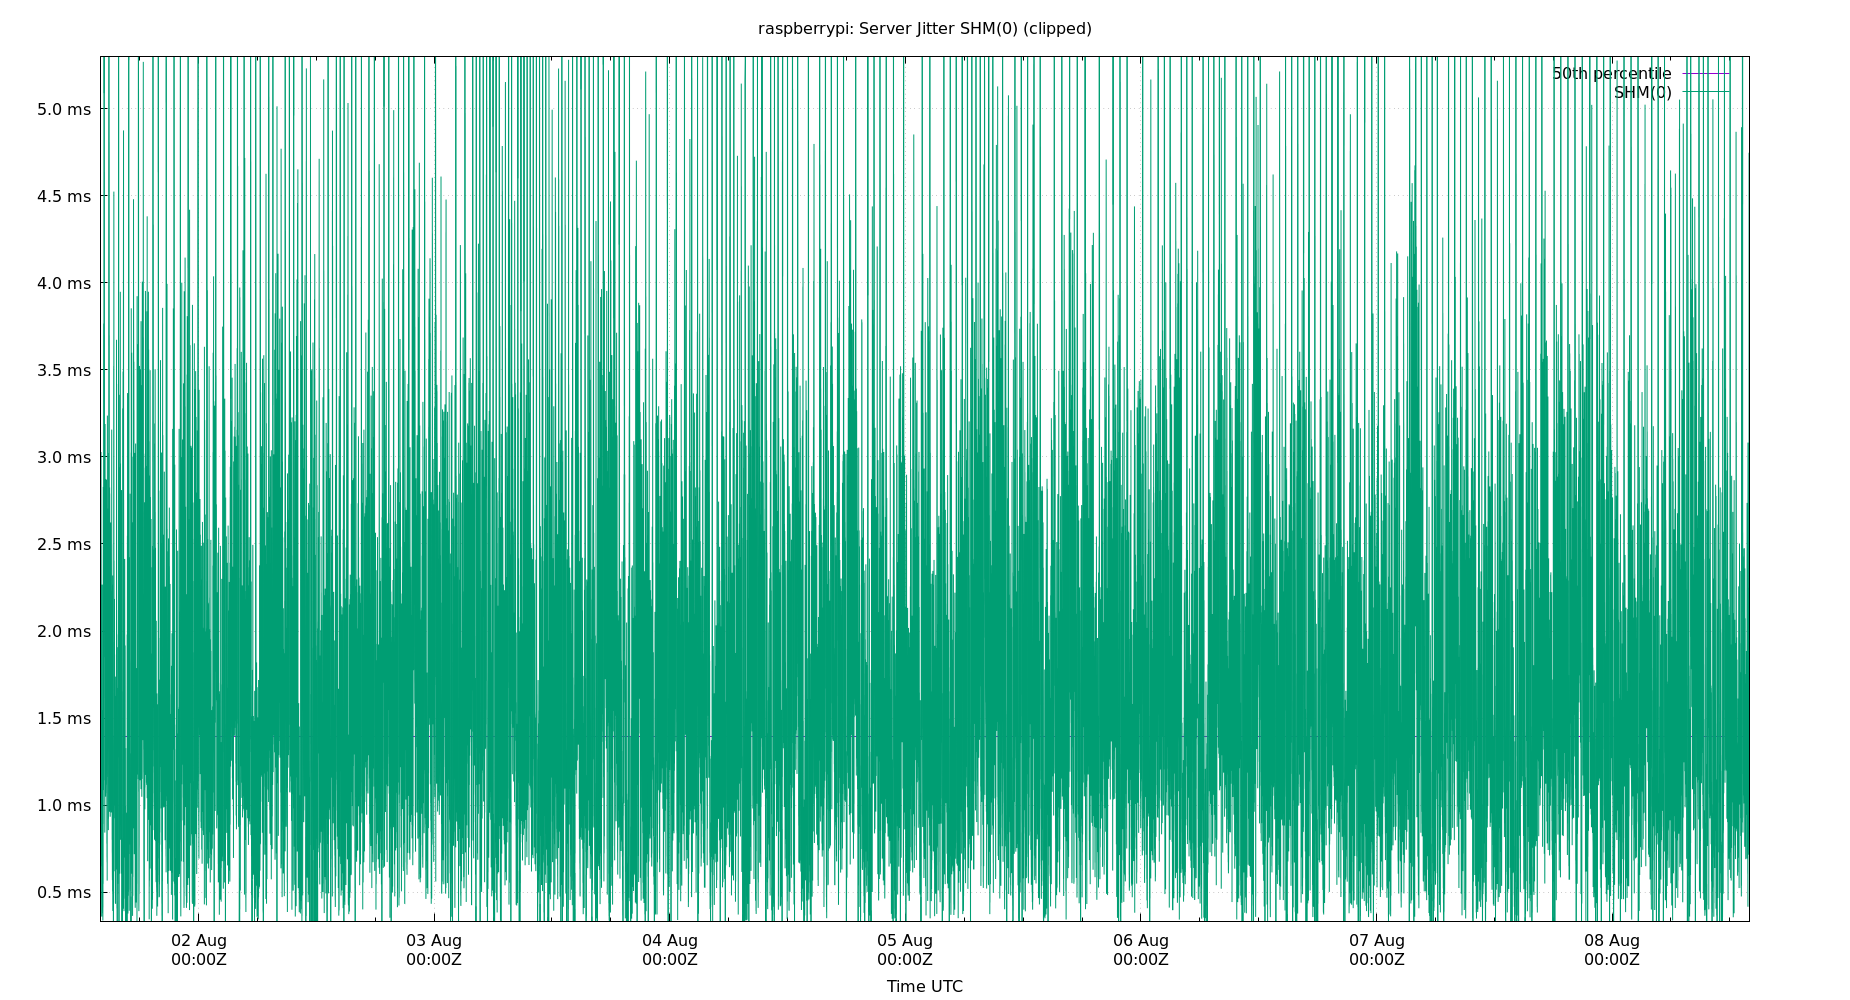 raspberrypi: Server Jitter SHM(0) (clipped)
50th percentile
SHM(0)
5.0 ms
4.5 ms
4.0 ms
3.5 ms
3.0 ms
2.5 ms
2.0 ms
1.5 ms
1.0 ms
0.5 ms
02 Aug 03 Aug 04 Aug 05 Aug 06 Aug 07 Aug 08 Aug
00:00Z 00:00Z 00:00Z 00:00Z 00:00Z 00:00Z 00:00Z
Time UTC